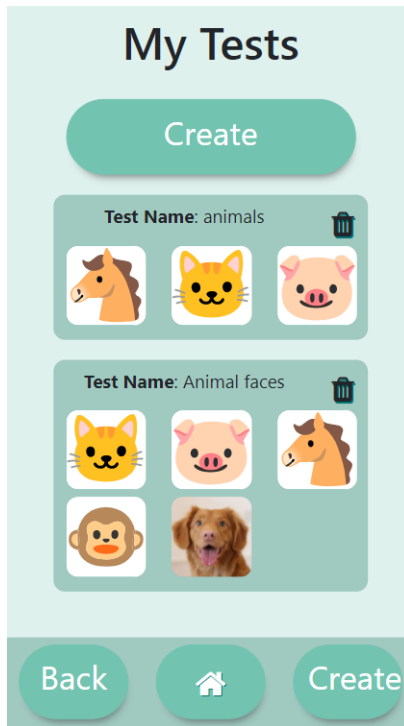 My Tests
Create
Test Name: animals
Test Name: Animal faces
Back
Create